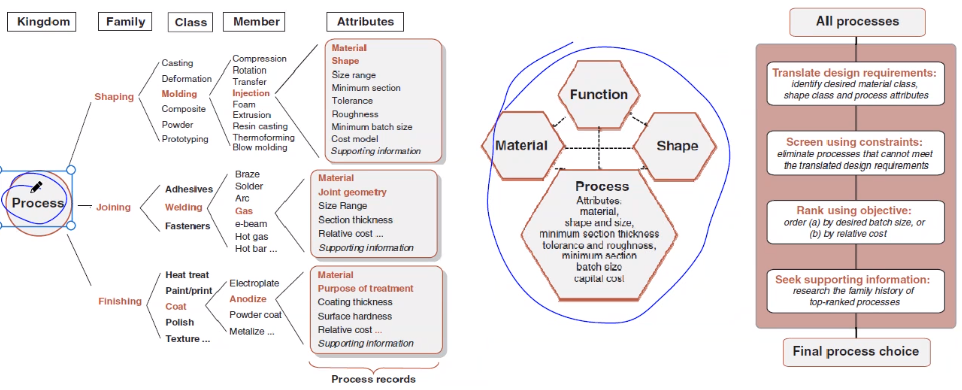 Kingdom
Family
Class
Member
Attributes
Process
Shaping
Casting
Deformation
Molding
Composite
Powder
Prototyping
Compression
Rotation
Transfer
Injection
Foam
Extrusion
Resin casting
Thermoforming
Blow molding
Material
Shape
Size range
Minimum section
Tolerance
Roughness
Minimum batch size
Cost model
Supporting information
Joining
Adhesives
Welding
Fasteners
Braze
Solder
Arc
Gas
e-beam
Hot gas
Hot bar ...
Material
Joint geometry
Size Range
Section thickness
Relative cost ...
Supporting information
Finishing
Heat treat
Paint/print
Coat
Polish
Texture ...
Electroplate
Anodize
Powder coat
Metalize ...
Material
Purpose of treatment
Coating thickness
Surface hardness
Relative cost ...
Supporting information
Process records
Function
Material
Shape
Process
Attributes:
material,
shape and size,
minimum section thickness
tolerance and roughness,
minimum section
batch size
capital cost
All processes
Translate design requirements:
identify desired material class,
shape class and process attributes
Screen using constraints:
eliminate processes that cannot meet
the translated design requirements
Rank using objective:
order (a) by desired batch size, or
(b) by relative cost
Seek supporting information:
research the family history of
top-ranked processes
Final process choice